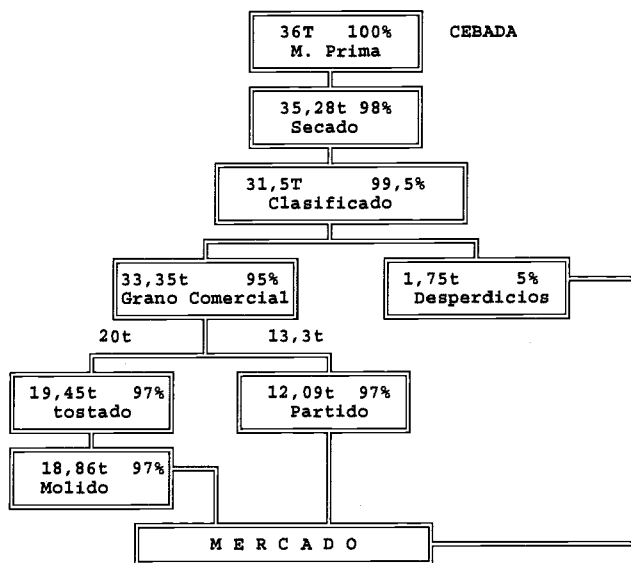 36T 100% CEBADA
M. Prima
35,28t 98%
Secado
31,5T 99,5%
Clasificado
33,35t 95%
Grano Comercial
1,75t 5%
Desperdicios
20t 13,3t
19,45t 97%
tostado
12,09t 97%
Partido
18,86t 97%
Molido
M E R C A D O